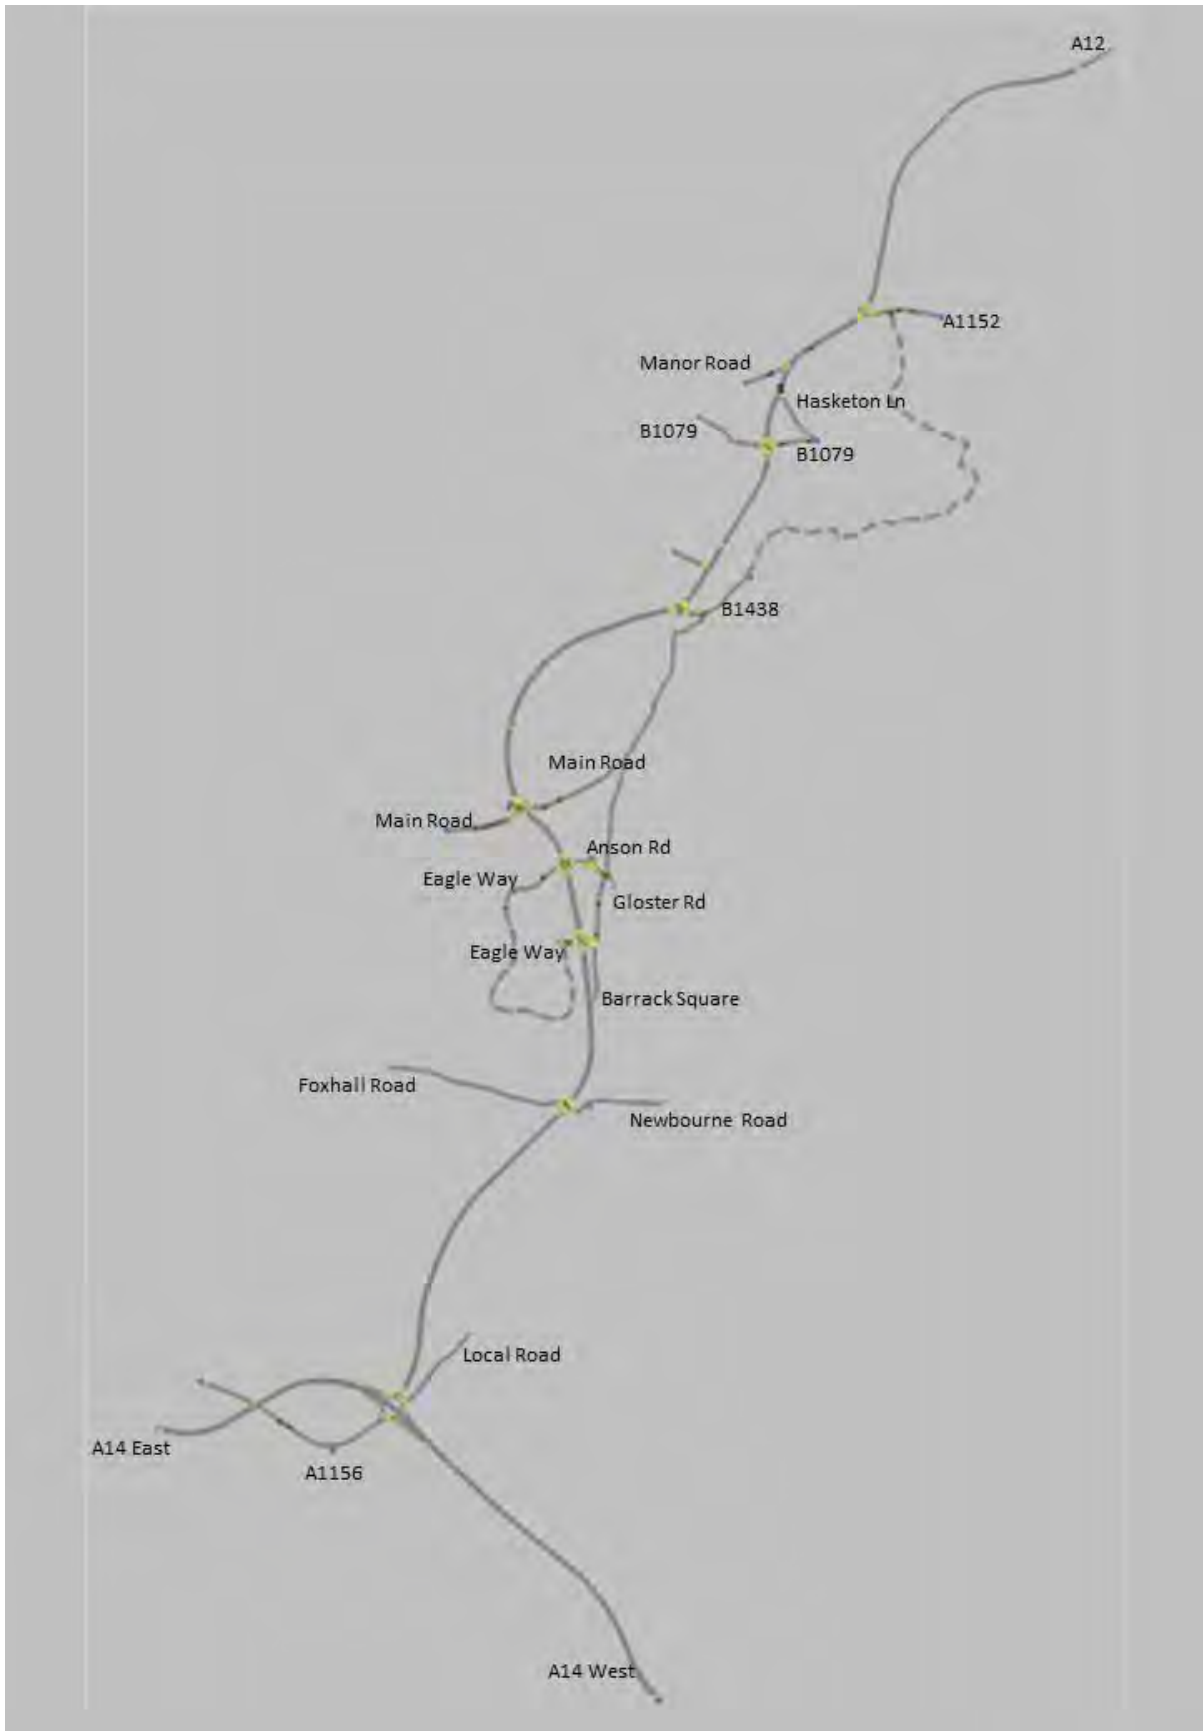 A12
A1152
Manor Road
Hasketon Ln
B1079
B1079
B1438
Main Road
Main Road
Anson Rd
Eagle Way
Gloster Rd
Eagle Way
Barrack Square
Foxhall Road
Newbourne Road
Local Road
A14 East
A1156
A14 West